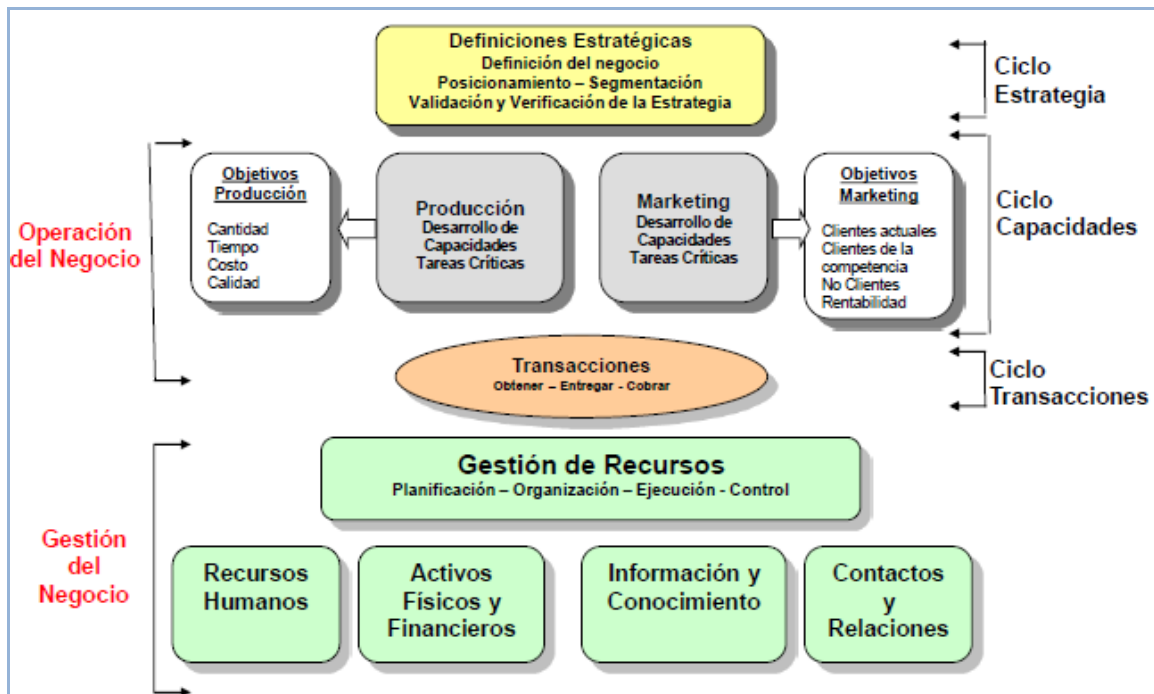 Definiciones Estratégicas
Definición del negocio
Posicionamiento – Segmentación
Validación y Verificación de la Estrategia
Ciclo
Estrategia
Operación
del Negocio
Objetivos
Producción
Cantidad
Tiempo
Costo
Calidad
Producción
Desarrollo de
Capacidades
Tareas Críticas
Marketing
Desarrollo de
Capacidades
Tareas Críticas
Objetivos
Marketing
Clientes actuales
Clientes de la
competencia
No Clientes
Rentabilidad
Ciclo
Capacidades
Transacciones
Obtener – Entregar - Cobrar
Ciclo
Transacciones
Gestión
del
Negocio
Gestión de Recursos
Planificación – Organización – Ejecución - Control
Recursos
Humanos
Activos
Físicos y
Financieros
Información y
Conocimiento
Contactos
y
Relaciones